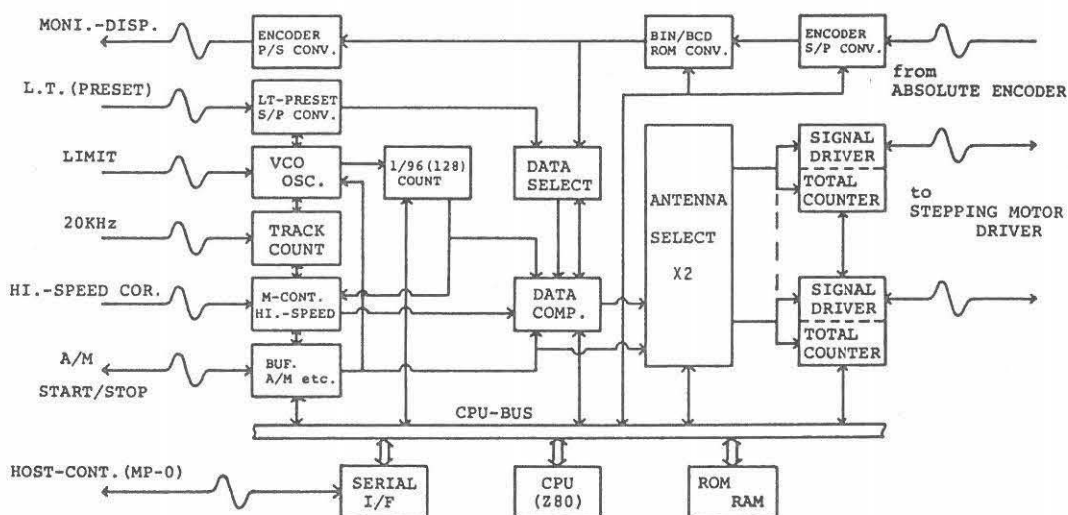 MONI.-DISP.
ENCODER
P/S CONV.
BIN/BCD
ROM CONV.
ENCODER
S/P CONV.
from
ABSOLUTE ENCODER
L.T.(PRESET)
LT-PRESET
S/P CONV.
LIMIT
VCO
OSC.
1/96(128)
COUNT
DATA
SELECT
ANTENNA
SELECT
X2
SIGNAL
DRIVER
TOTAL
COUNTER
to
STEPPING MOTOR
DRIVER
20KHz
TRACK
COUNT
HI.-SPEED COR.
M-CONT.
HI.-SPEED
DATA
COMP.
SIGNAL
DRIVER
TOTAL
COUNTER
A/M
START/STOP
BUF.
A/M etc.
CPU-BUS
HOST-CONT.(MP-0)
SERIAL
I/F
CPU
(Z80)
ROM
RAM